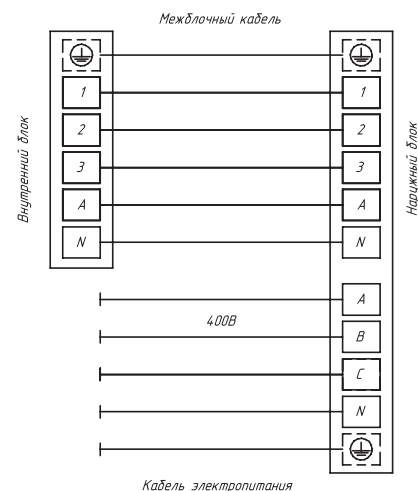 Межблочный кабель
Внутренний блок
Наружный блок
1 1
2 2
3 3
A A
N N
A
400В
B
C
N
Кабель электропитания